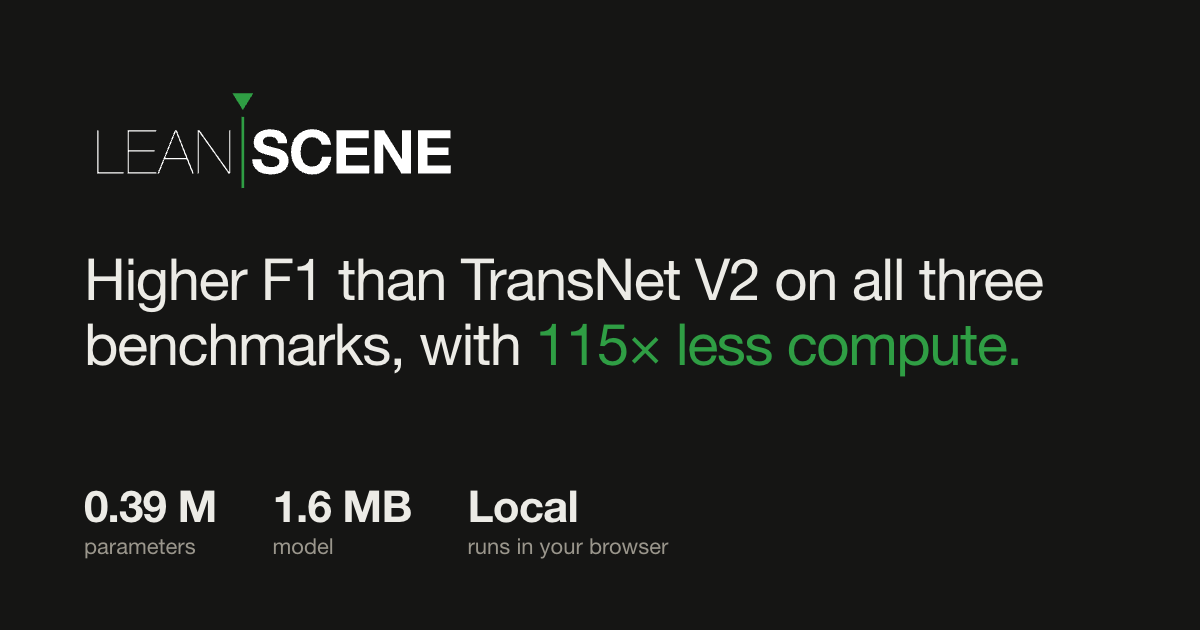 LEAN SCENE
Higher F1 than TransNet V2 on all three
benchmarks, with 115× less compute.
0.39 M 1.6 MB Local
parameters model runs in your browser